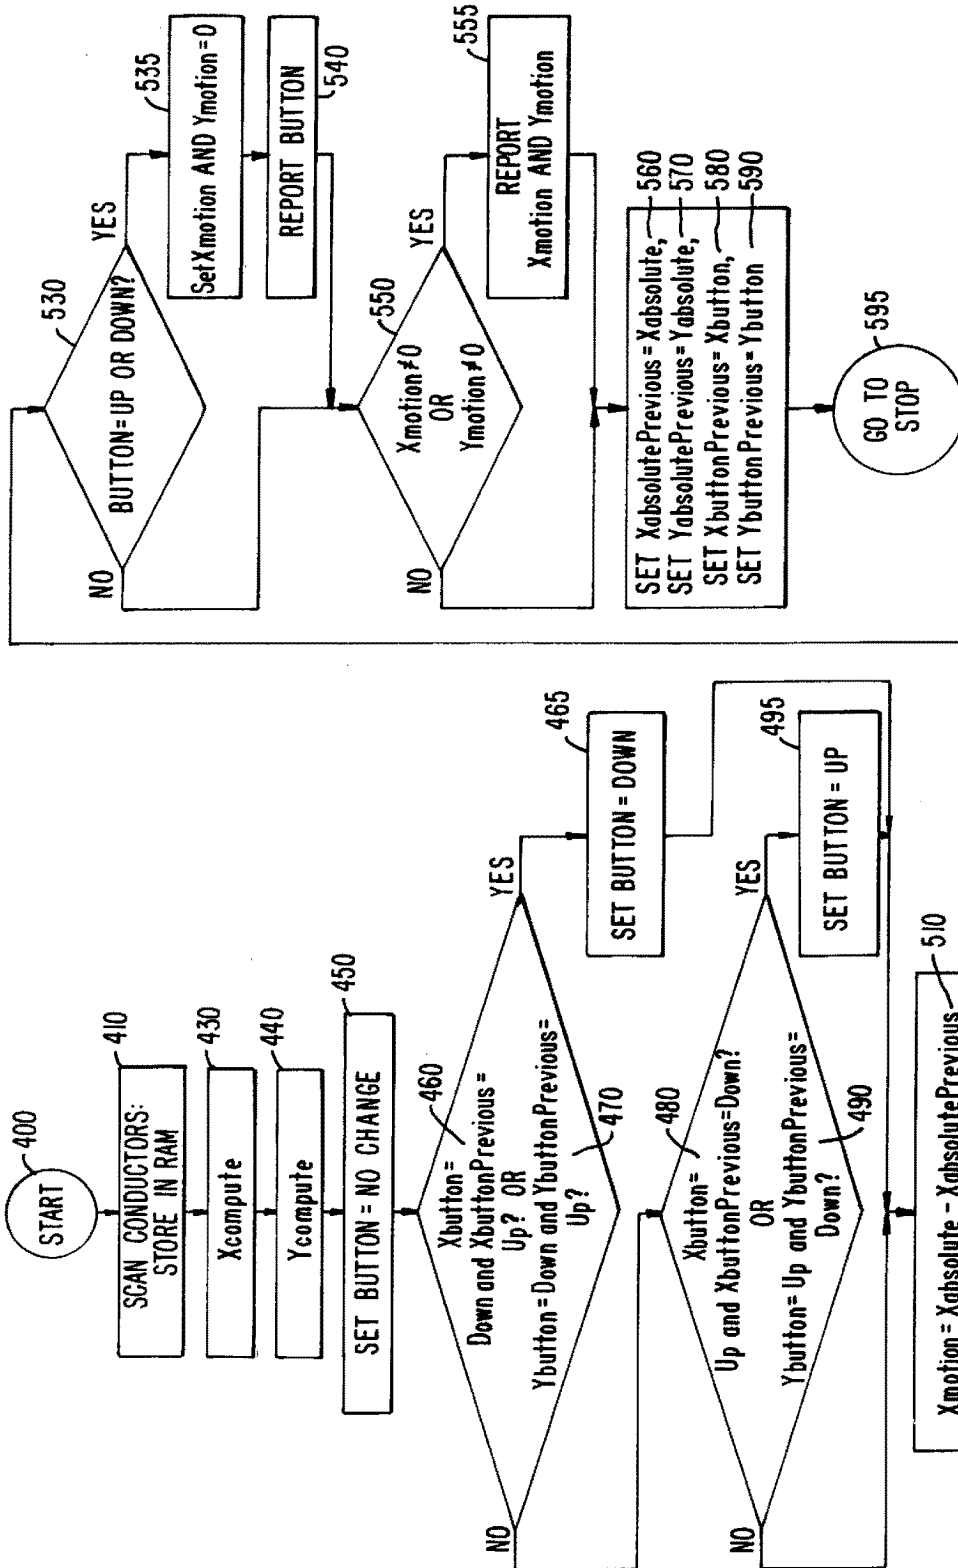 START
400
SCAN CONDUCTORS:
STORE IN RAM
410
Xcompute
430
Ycompute
440
SET BUTTON = NO CHANGE
450
Xbutton =
Down and XbuttonPrevious =
Up? OR
Ybutton = Down and YbuttonPrevious =
Up?
460
470
YES
NO
SET BUTTON = DOWN
465
Xbutton =
Up and XbuttonPrevious = Down?
OR
Ybutton = Up and YbuttonPrevious =
Down?
480
490
YES
NO
SET BUTTON = UP
495
Xmotion = Xabsolute - XabsolutePrevious
510
BUTTON = UP OR DOWN?
530
YES
NO
Set Xmotion AND Ymotion = 0
535
REPORT BUTTON
540
Xmotion ≠ 0
OR
Ymotion ≠ 0
550
YES
NO
REPORT
Xmotion AND Ymotion
555
SET XabsolutePrevious = Xabsolute, 560
SET YabsolutePrevious = Yabsolute, 570
SET XbuttonPrevious = Xbutton, 580
SET YbuttonPrevious = Ybutton 590
GO TO
STOP
595